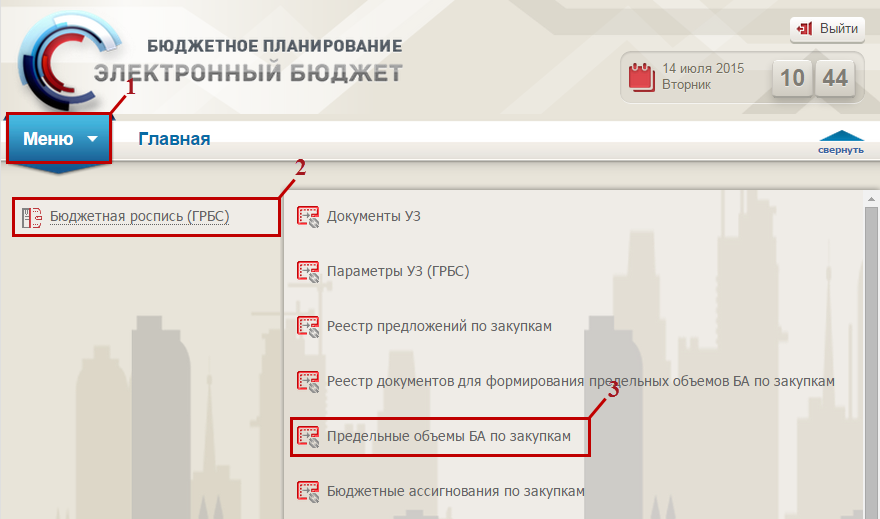 БЮДЖЕТНОЕ ПЛАНИРОВАНИЕ
ЭЛЕКТРОННЫЙ БЮДЖЕТ
Выйти
14 июля 2015
Вторник
10 44
1
Меню
Главная
свернуть
2
Бюджетная роспись (ГРБС)
Документы УЗ
Параметры УЗ (ГРБС)
Реестр предложений по закупкам
Реестр документов для формирования предельных объемов БА по закупкам
3
Предельные объемы БА по закупкам
Бюджетные ассигнования по закупкам